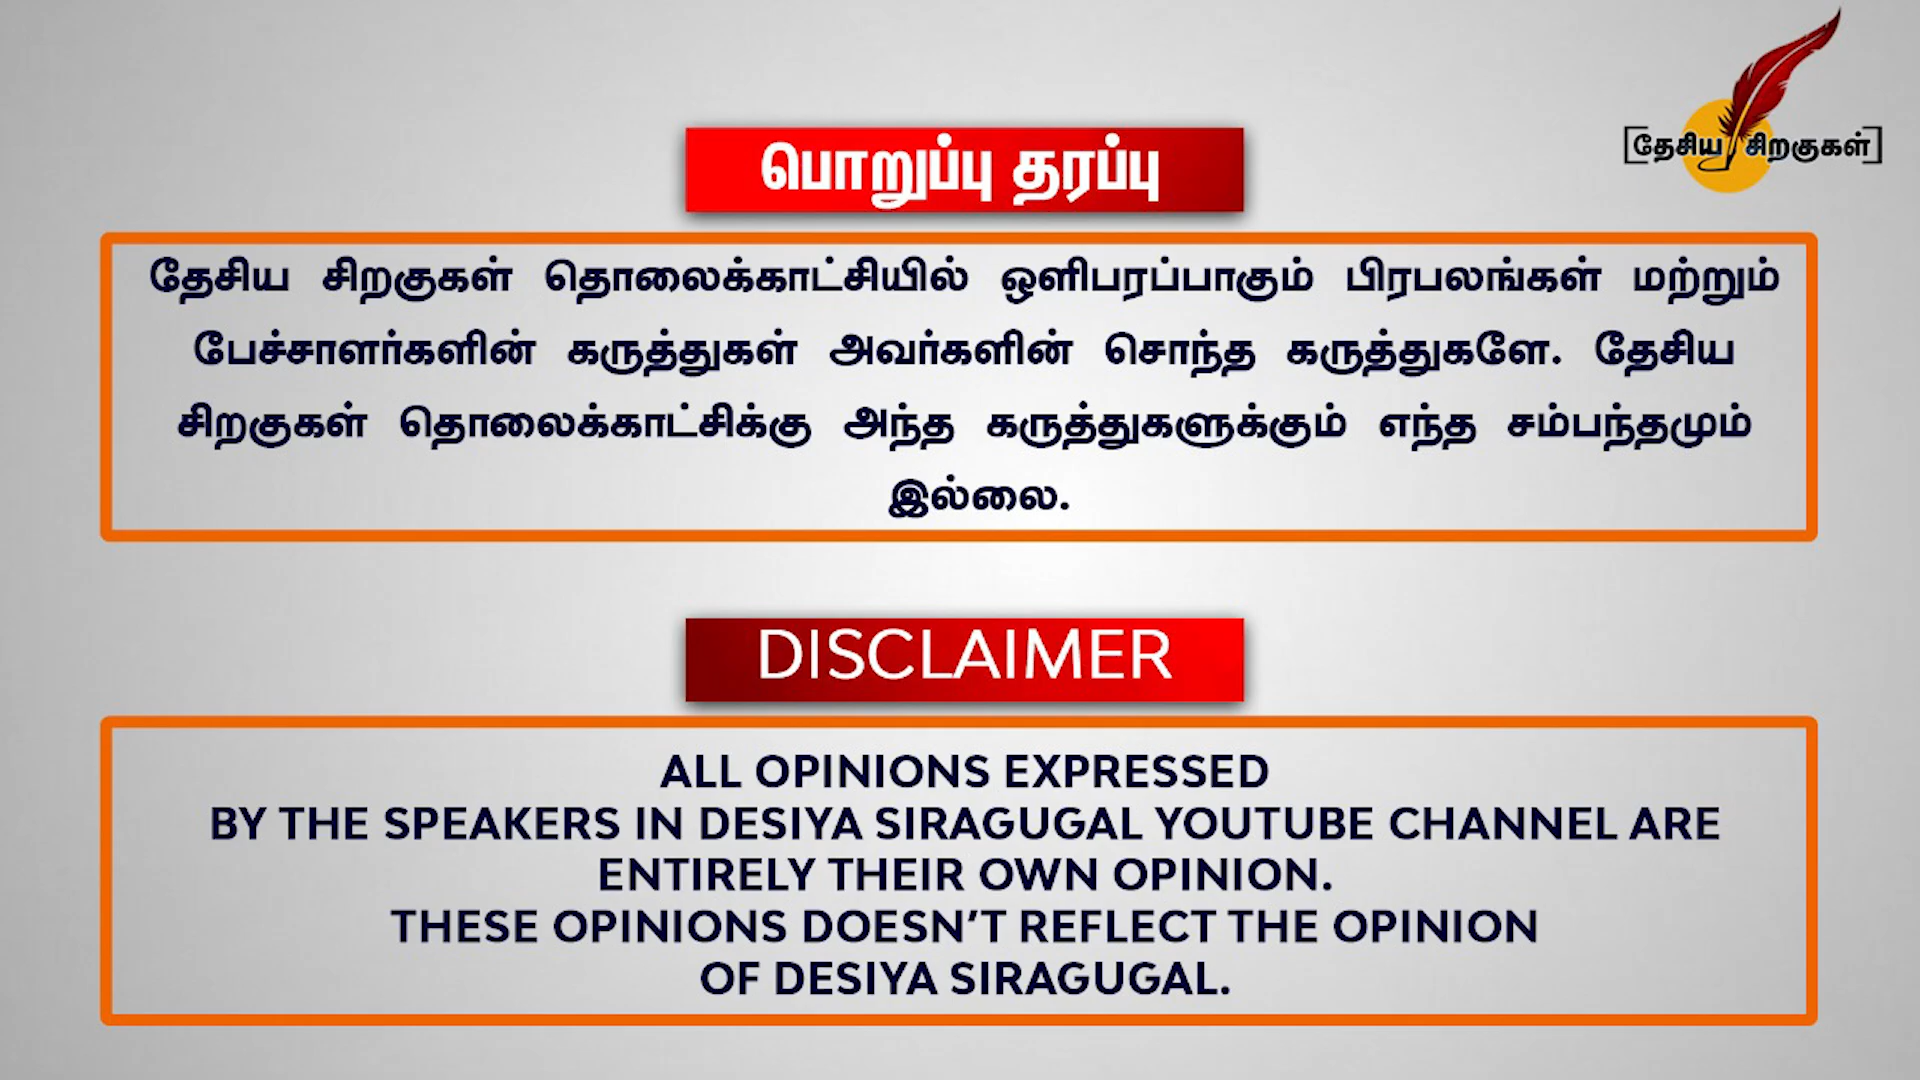 [தேசிய சிறகுகள்]
பொறுப்பு தரப்பு
தேசிய சிறகுகள் தொலைக்காட்சியில் ஒளிபரப்பாகும் பிரபலங்கள் மற்றும்
பேச்சாளர்களின் கருத்துகள் அவர்களின் சொந்த கருத்துகளே. தேசிய
சிறகுகள் தொலைக்காட்சிக்கு அந்த கருத்துகளுக்கும் எந்த சம்பந்தமும்
இல்லை.
DISCLAIMER
ALL OPINIONS EXPRESSED
BY THE SPEAKERS IN DESIYA SIRAGUGAL YOUTUBE CHANNEL ARE
ENTIRELY THEIR OWN OPINION.
THESE OPINIONS DOESN'T REFLECT THE OPINION
OF DESIYA SIRAGUGAL.